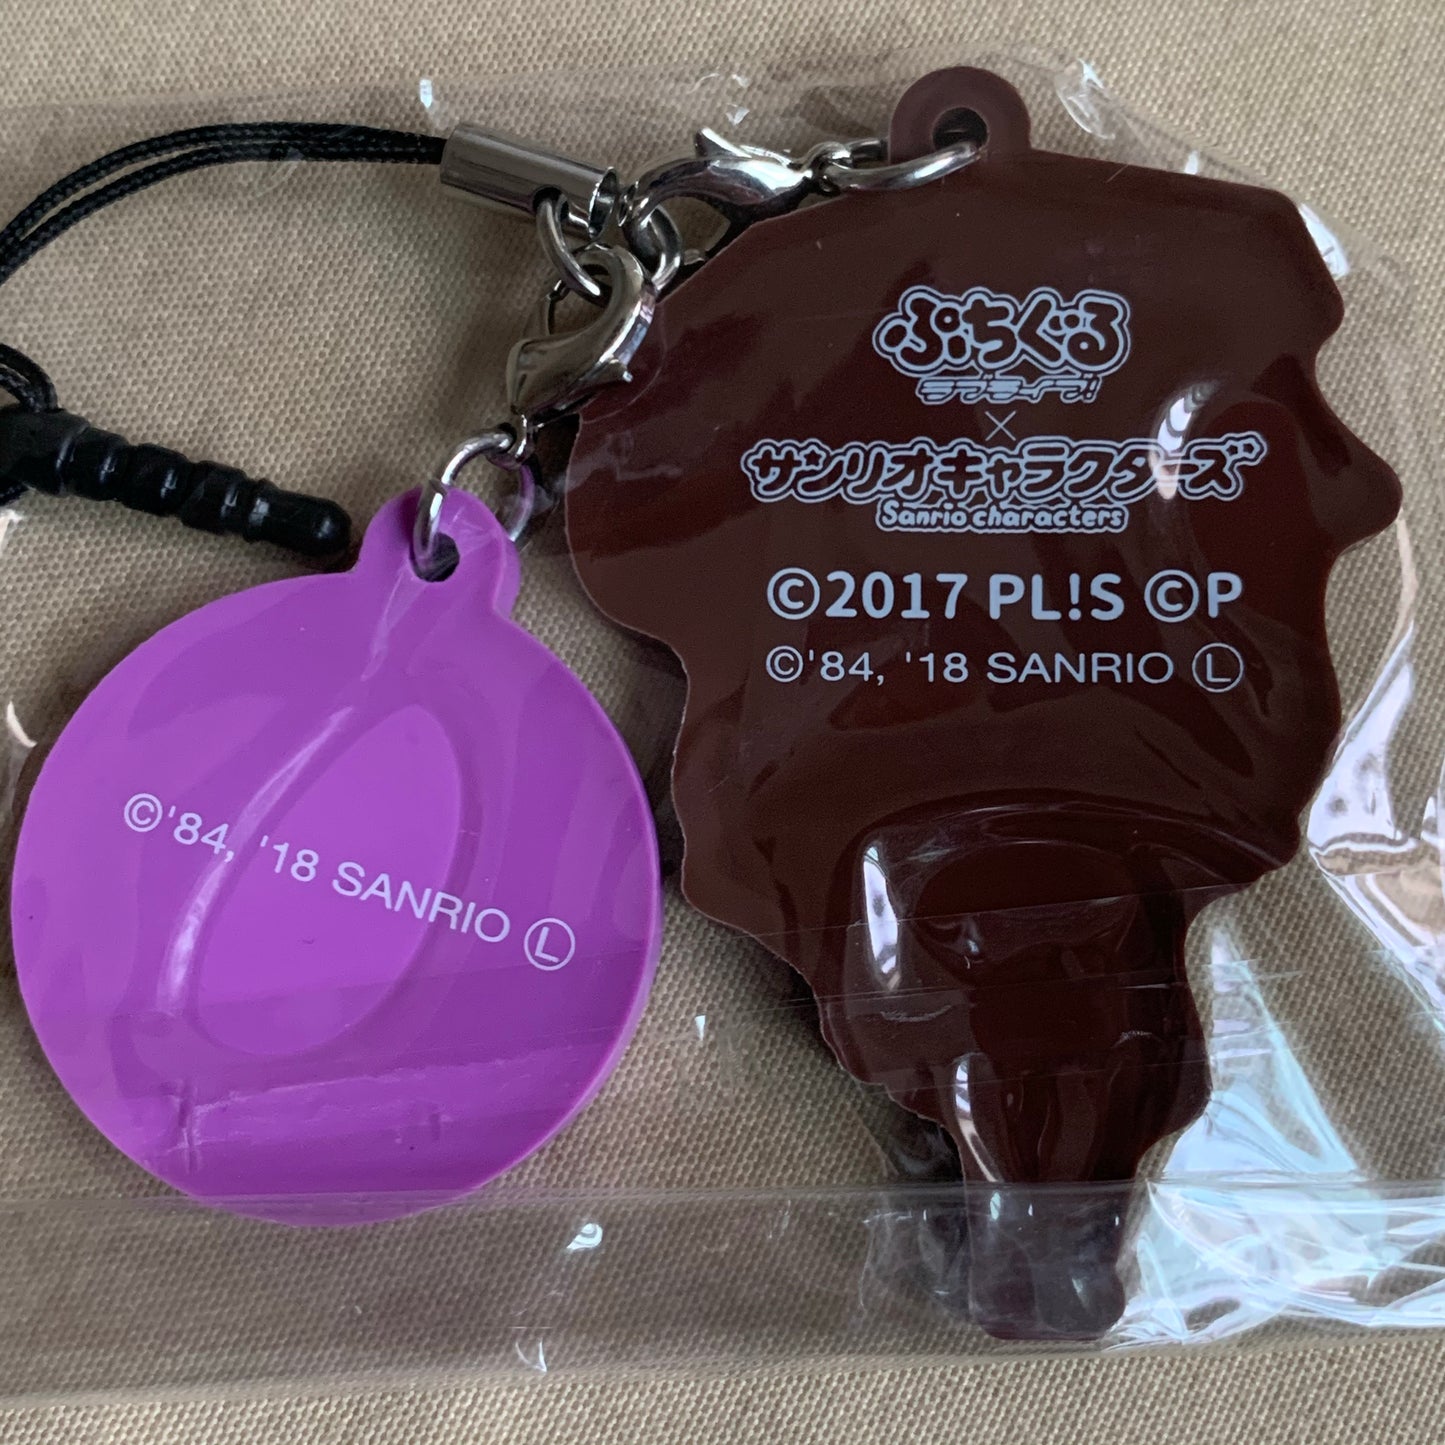 ぷちぐる
ラブライブ!
×
サンリオキャラクターズ
Sanrio characters
©2017 PL!S ©P
©'84, '18 SANRIO Ⓛ
©'84, '18 SANRIO Ⓛ